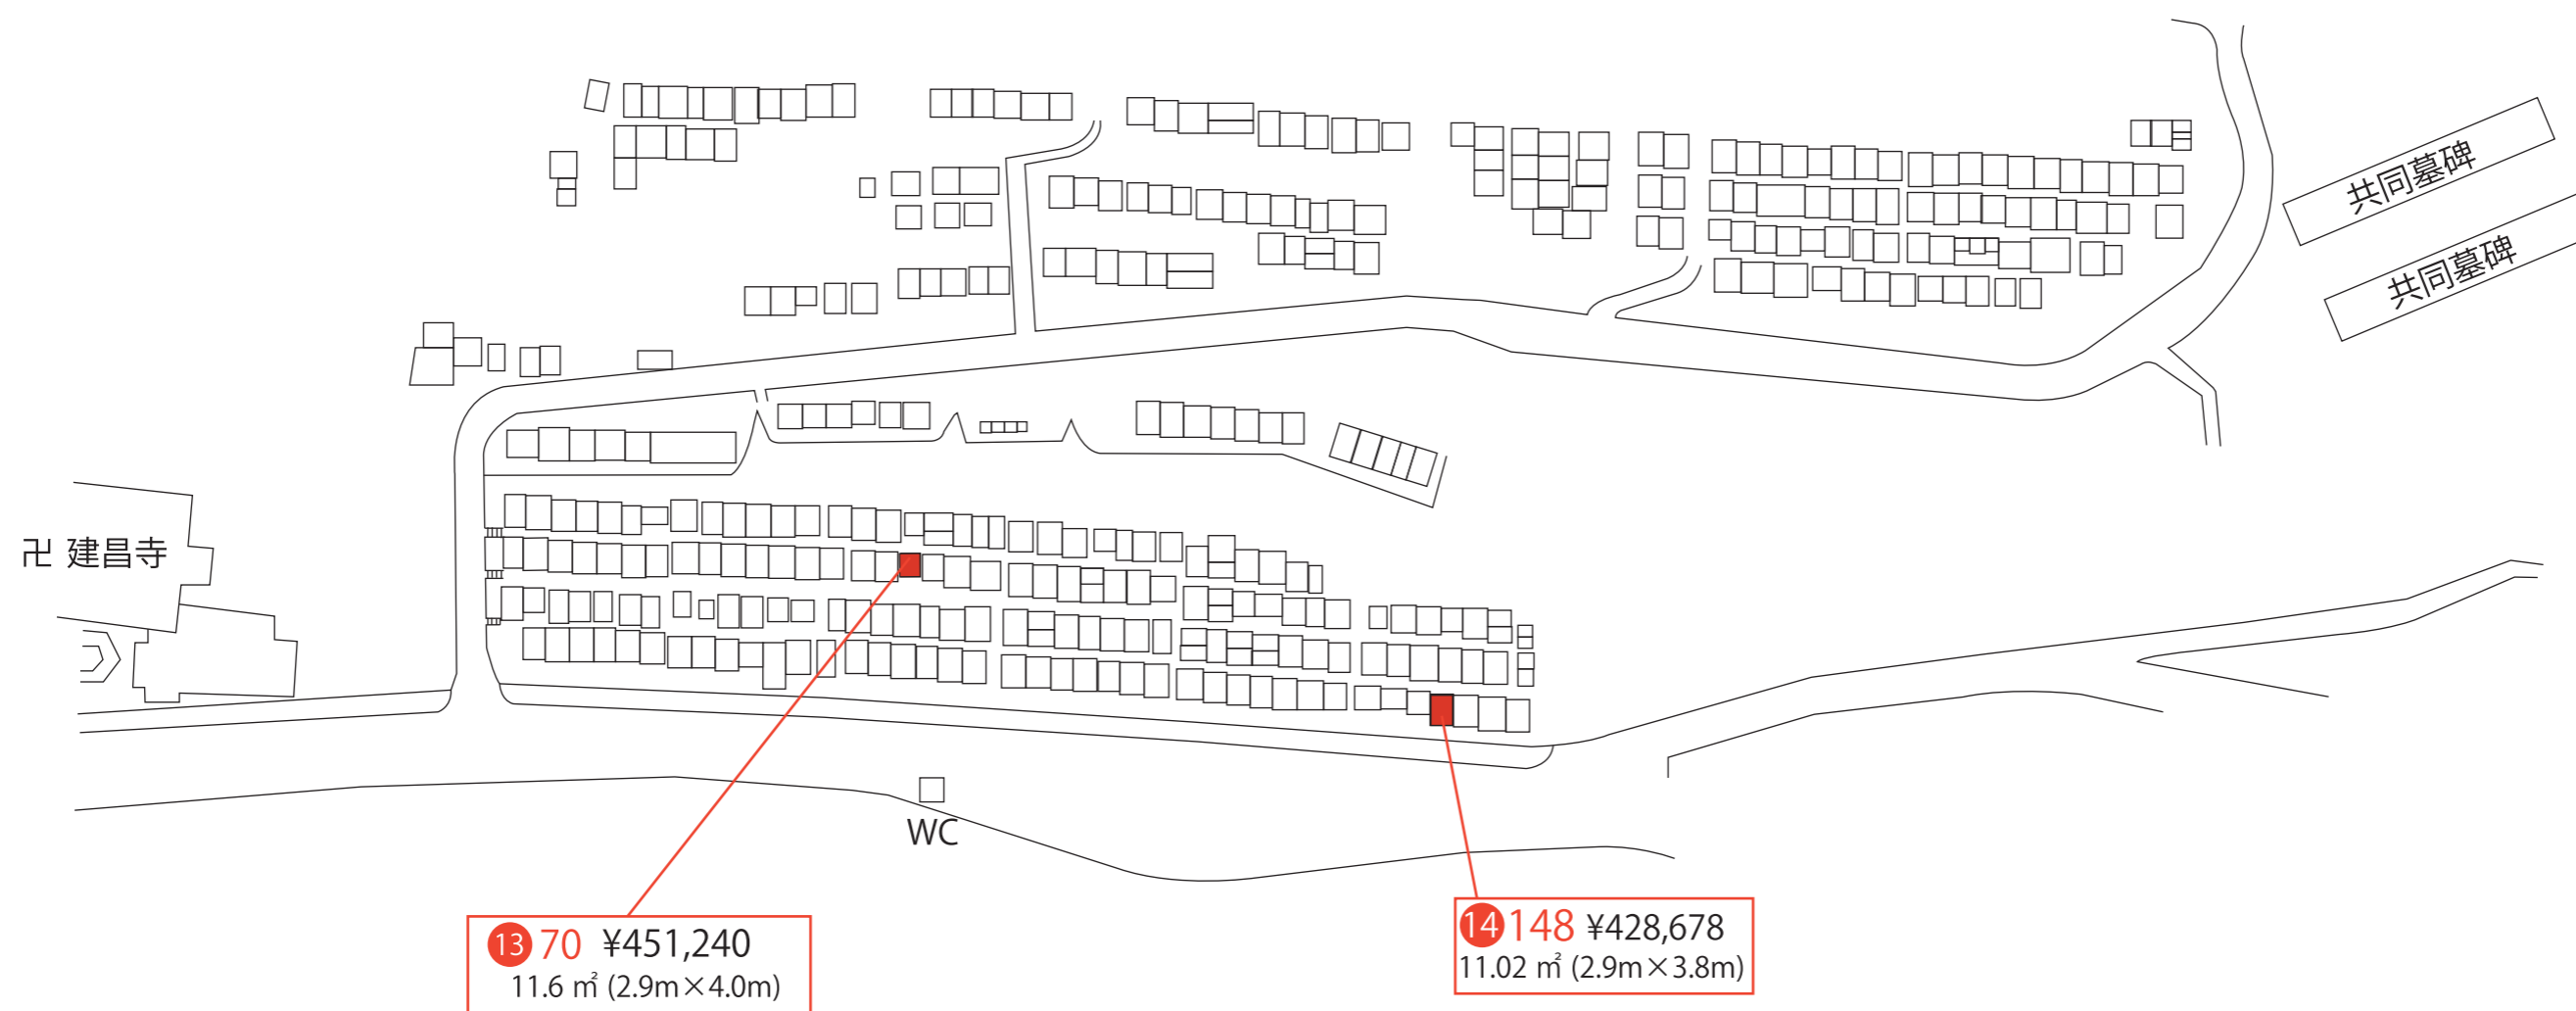 共同墓碑
共同墓碑
卍 建昌寺
WC
13 70 ¥451,240
11.6 ㎡ (2.9m×4.0m)
14 148 ¥428,678
11.02 ㎡ (2.9m×3.8m)